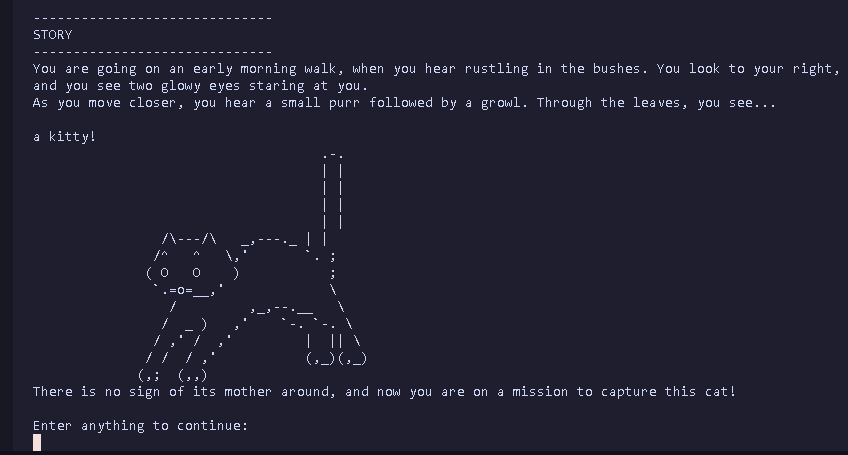 ------------------------------
STORY
------------------------------
You are going on an early morning walk, when you hear rustling in the bushes. You look to your right,
and you see two glowy eyes staring at you.
As you move closer, you hear a small purr followed by a growl. Through the leaves, you see...
a kitty!
There is no sign of its mother around, and now you are on a mission to capture this cat!
Enter anything to continue: